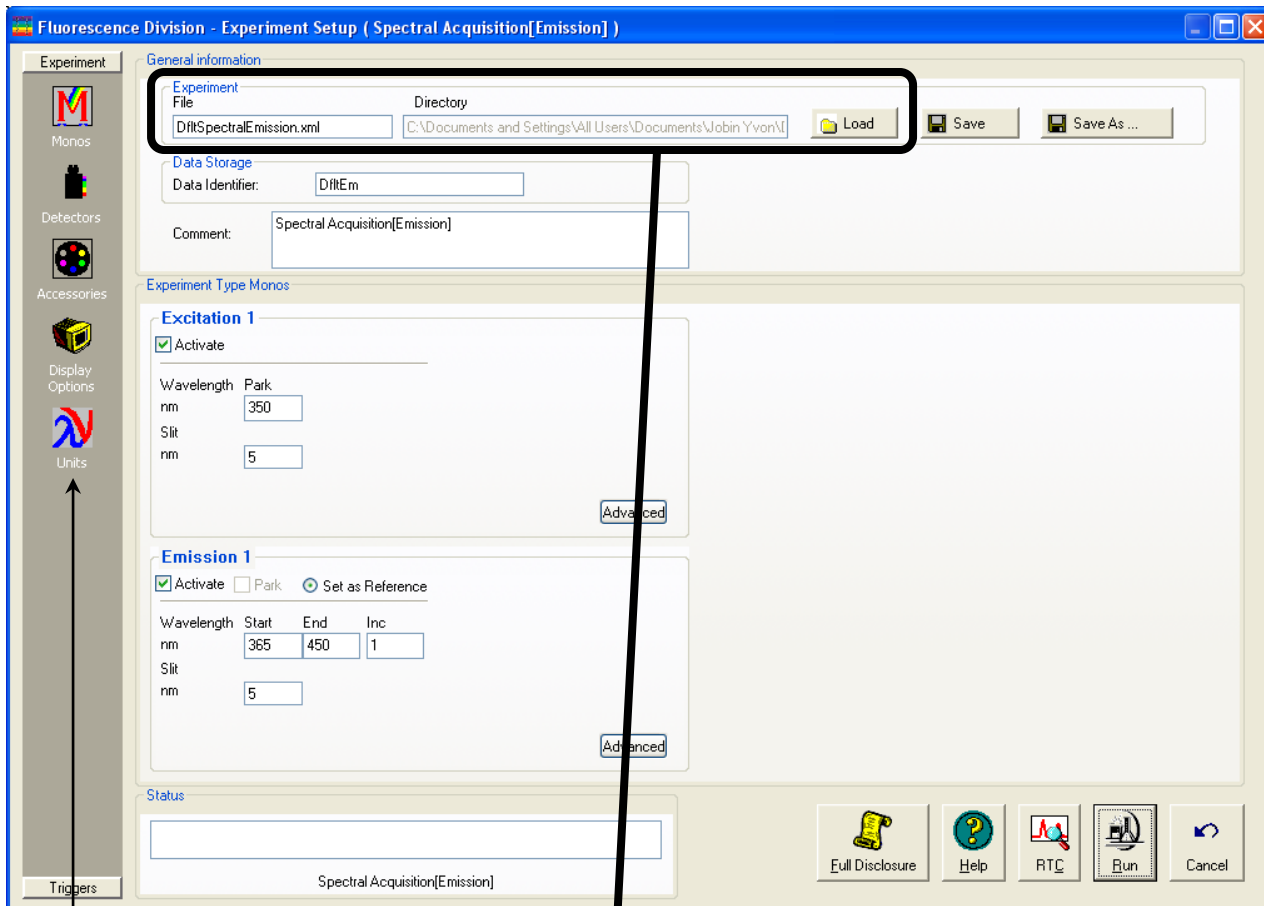 Fluorescence Division - Experiment Setup ( Spectral Acquisition[Emission] )
Experiment
Monos
Detectors
Accessories
Display
Options
Units
Triggers
General information
Experiment
File
Directory
DfltSpectralEmission.xml
C:\Documents and Settings\All Users\Documents\Jobin Yvon\
Load
Save
Save As ...
Data Storage
Data Identifier:
DfltEm
Comment:
Spectral Acquisition[Emission]
Experiment Type Monos
Excitation 1
Activate
Wavelength Park
nm
350
Slit
nm
5
Advanced
Emission 1
Activate Park Set as Reference
Wavelength Start End Inc
nm
365 450 1
Slit
nm
5
Advanced
Status
Spectral Acquisition[Emission]
Full Disclosure
Help
RTC
Run
Cancel